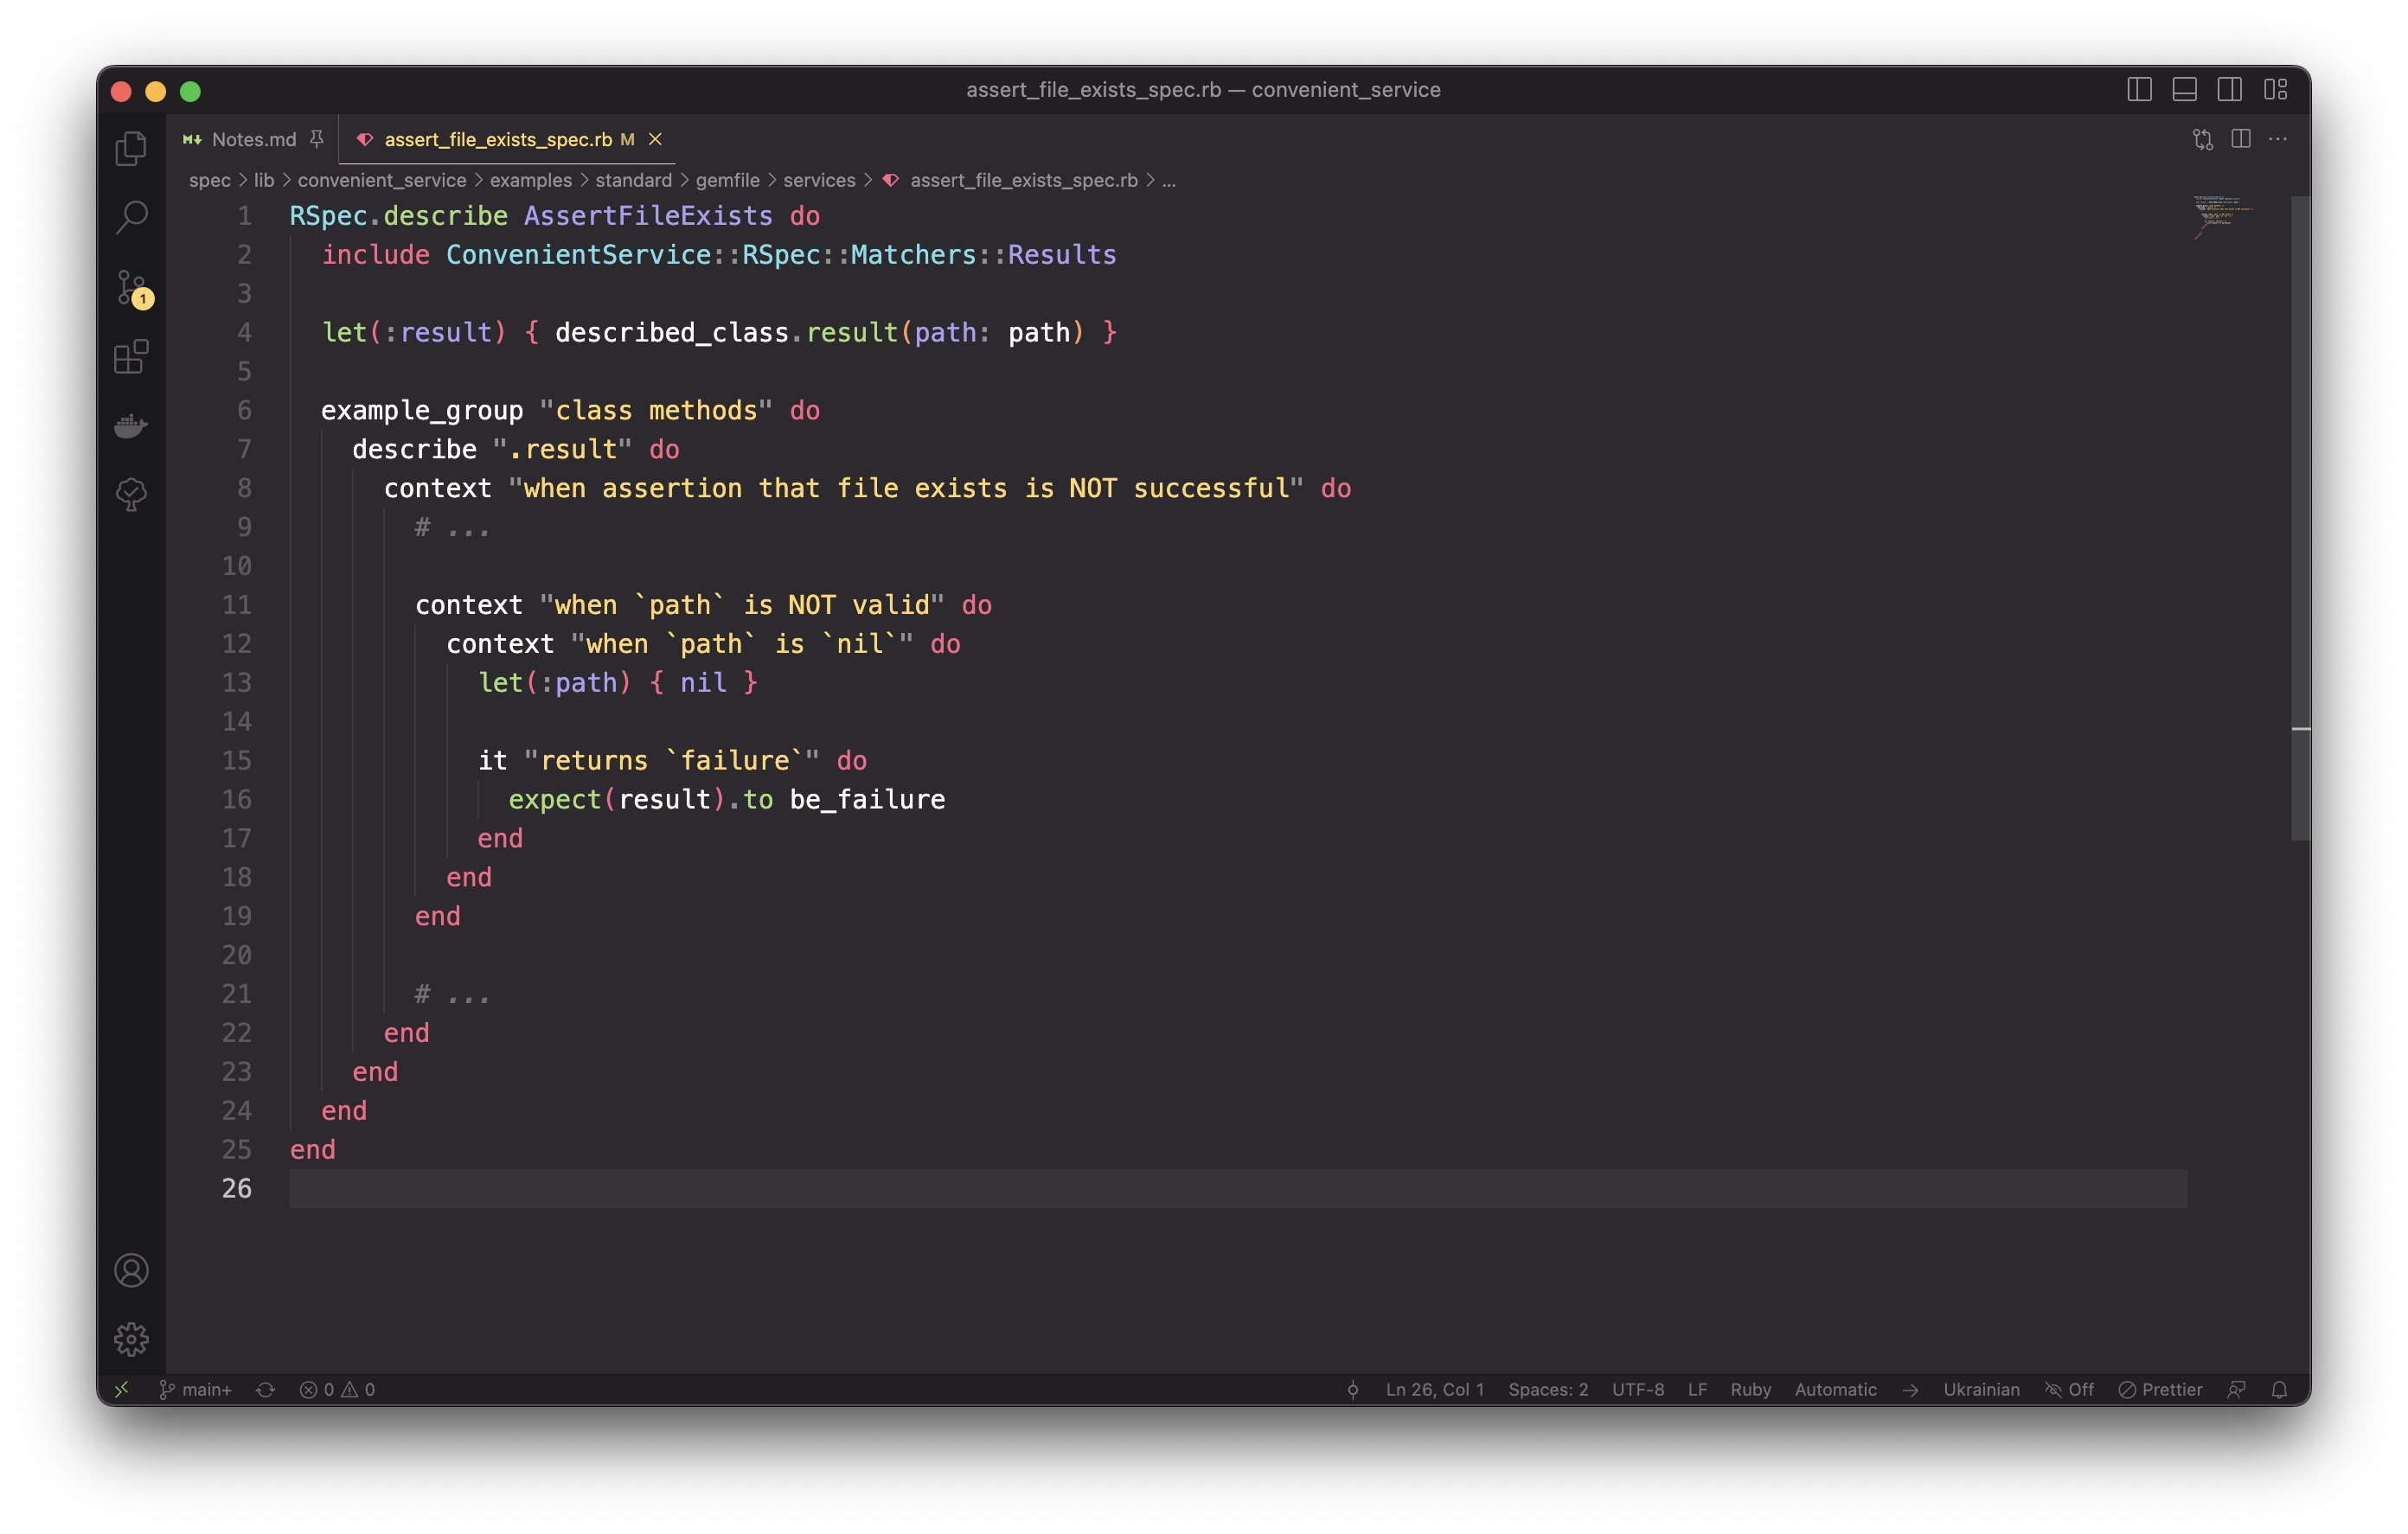 assert_file_exists_spec.rb — convenient_service
Notes.md
assert_file_exists_spec.rb M
spec > lib > convenient_service > examples > standard > gemfile > services > assert_file_exists_spec.rb > ...
1
1 RSpec.describe AssertFileExists do
2   include ConvenientService::RSpec::Matchers::Results
3
4   let(:result) { described_class.result(path: path) }
5
6   example_group "class methods" do
7     describe ".result" do
8       context "when assertion that file exists is NOT successful" do
9         # ...
10
11         context "when `path` is NOT valid" do
12           context "when `path` is `nil`" do
13             let(:path) { nil }
14
15             it "returns `failure`" do
16               expect(result).to be_failure
17             end
18           end
19         end
20
21         # ...
22       end
23     end
24   end
25 end
26
main+ 0 0 Ln 26, Col 1 Spaces: 2 UTF-8 LF Ruby Automatic Ukrainian Off Prettier